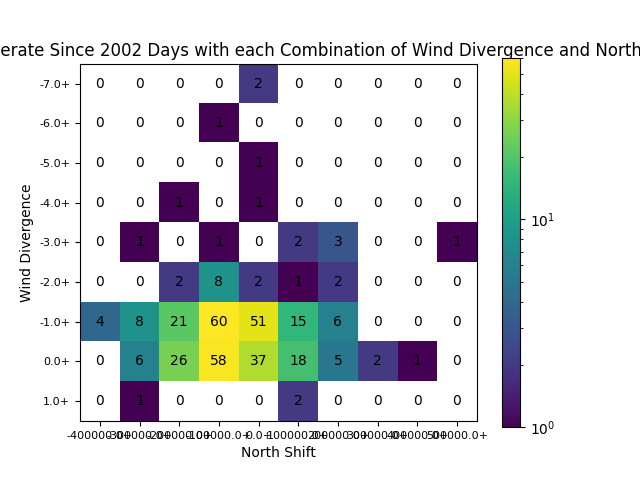 erate Since 2002 Days with each Combination of Wind Divergence and North
-7.0+ 0 0 0 0 2 0 0 0 0 0
-6.0+ 0 0 0 1 0 0 0 0 0 0
-5.0+ 0 0 0 0 1 0 0 0 0 0
-4.0+ 0 0 1 0 1 0 0 0 0 0
-3.0+ 0 1 0 1 0 2 3 0 0 1
-2.0+ 0 0 2 8 2 1 2 0 0 0
-1.0+ 4 8 21 60 51 15 6 0 0 0
0.0+ 0 6 26 58 37 18 5 2 1 0
1.0+ 0 1 0 0 0 2 0 0 0 0
North Shift
Wind Divergence
10^1
10^0